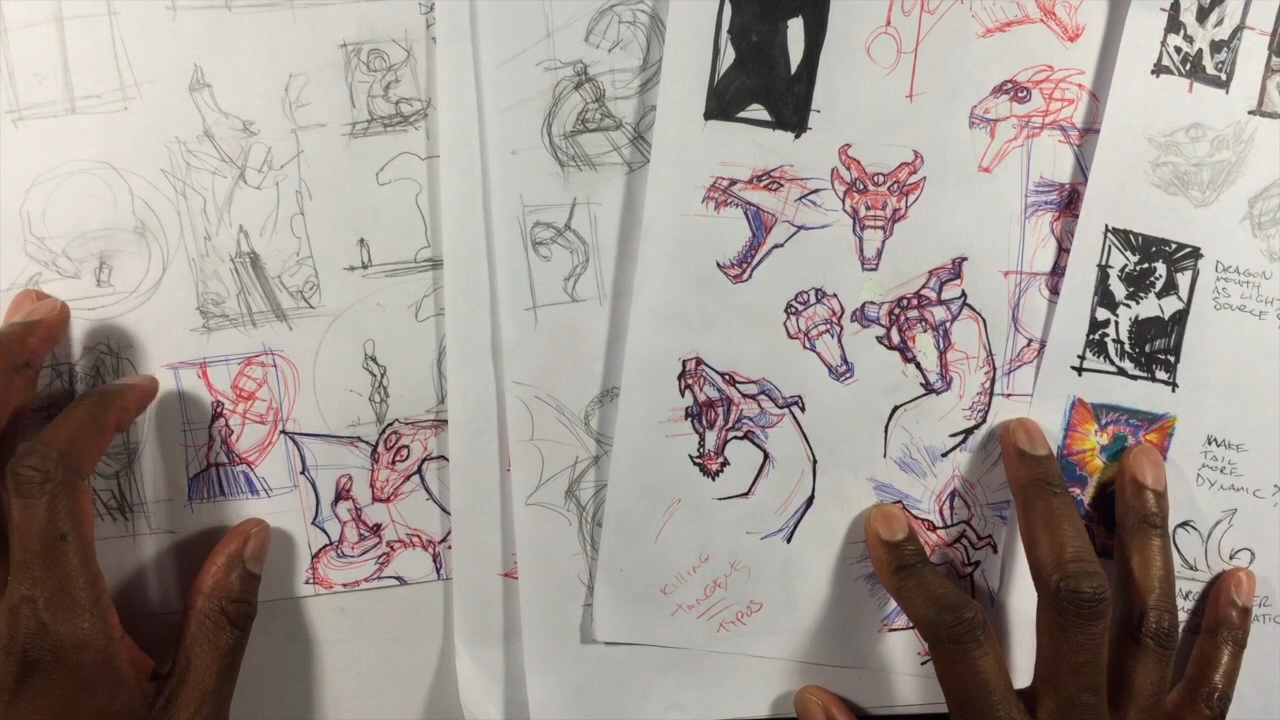 KILLING
TANGENTS
TYPOS
DRAGON
MOUTH
AS LIGHT
SOURCE
MAKE
TAIL
MORE
DYNAMIC ?